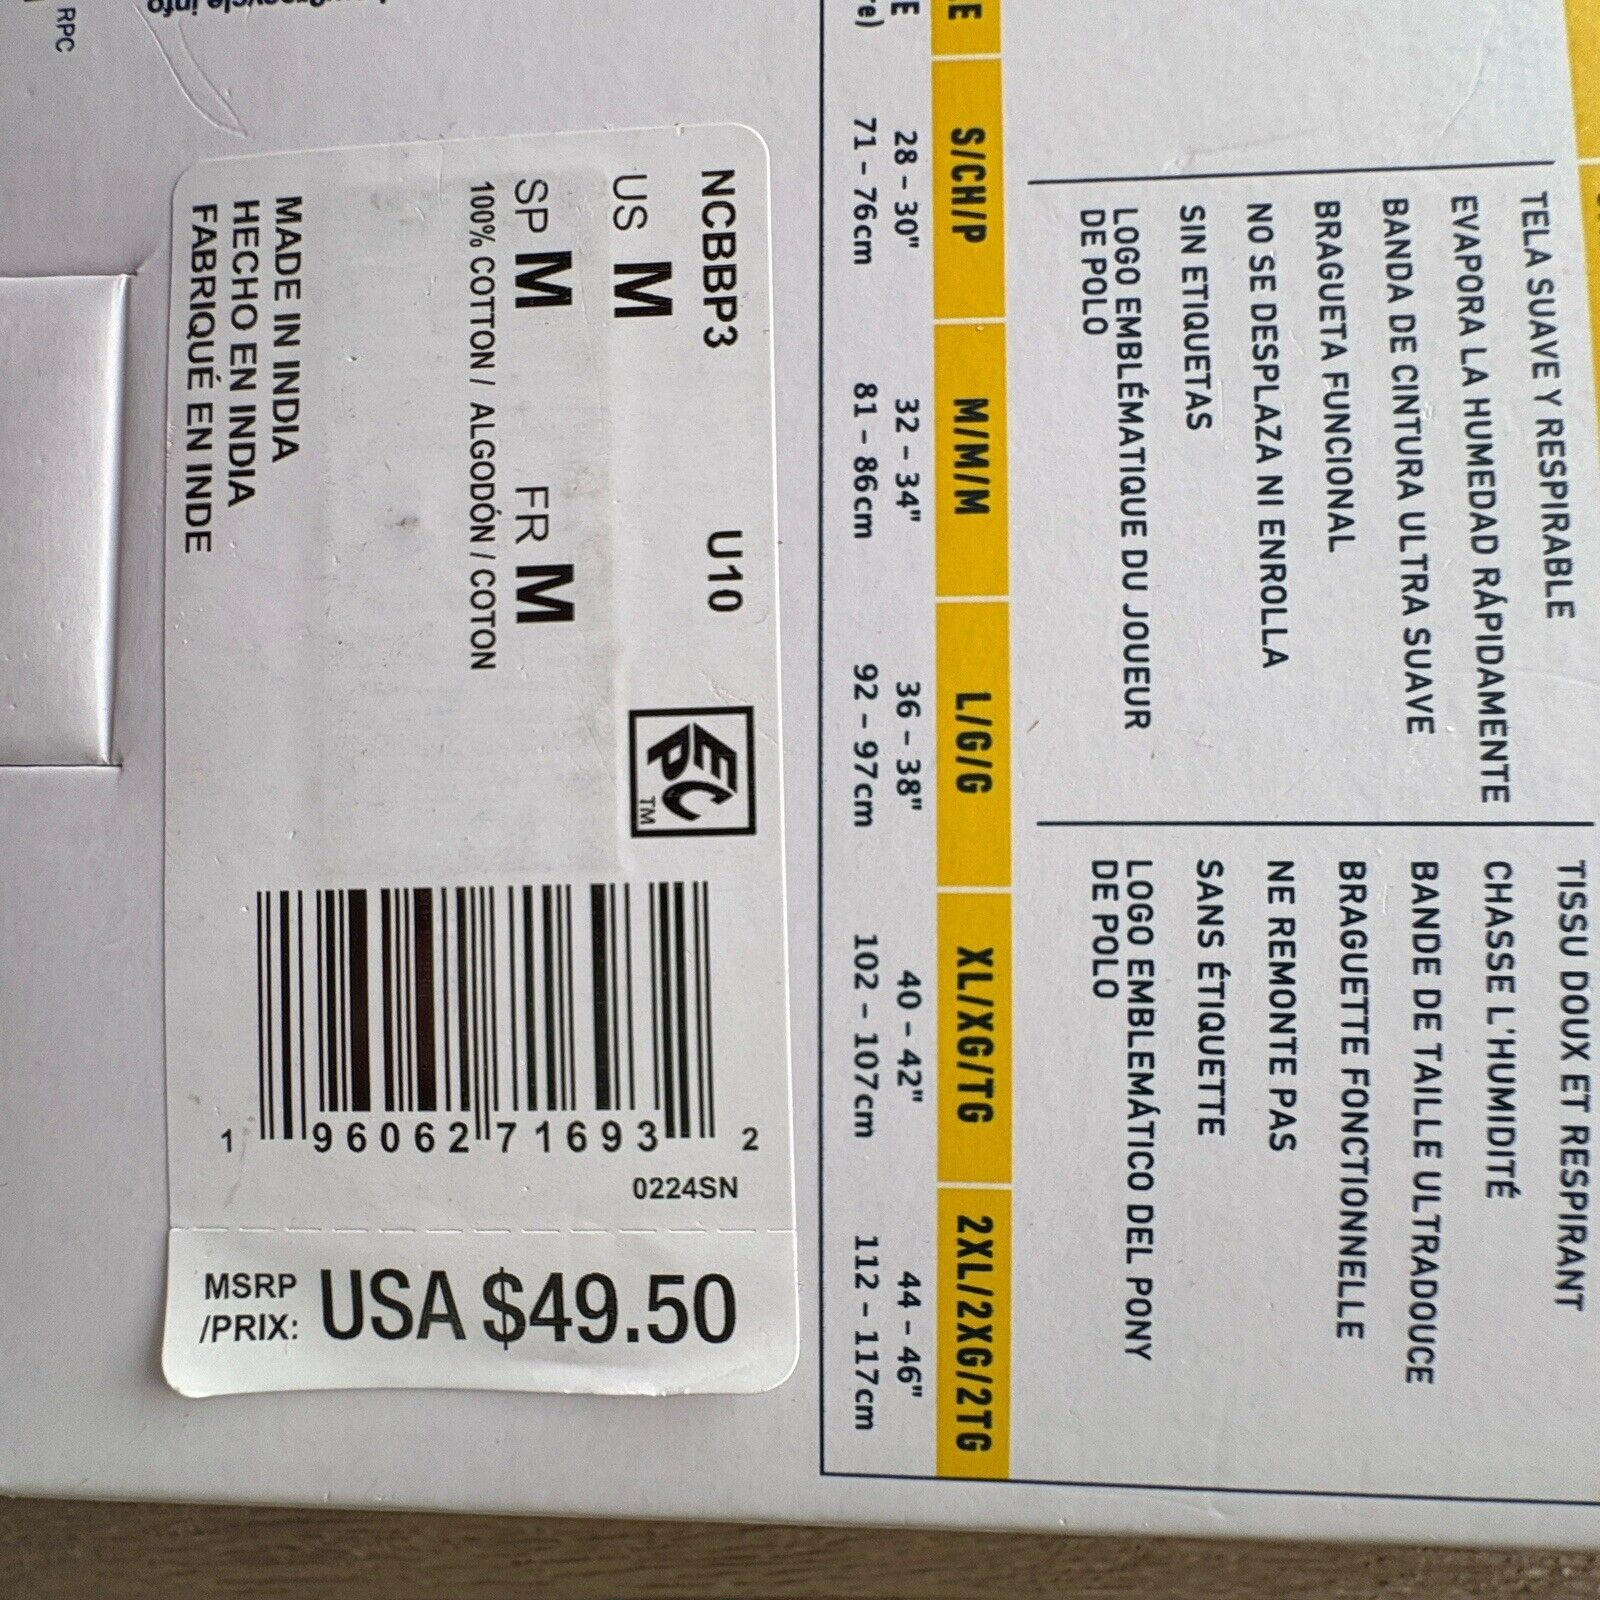 TELA SUAVE Y RESPIRABLE
EVAPORA LA HUMEDAD RÁPIDAMENTE
BANDA DE CINTURA ULTRA SUAVE
BRAGUETA FUNCIONAL
NO SE DESPLAZA NI ENROLLA
SIN ETIQUETAS
LOGO EMBLÉMATIQUE DU JOUEUR
DE POLO
TISSU DOUX ET RESPIRANT
CHASSE L'HUMIDITÉ
BANDE DE TAILLE ULTRADOUCE
BRAGUETTE FONCTIONNELLE
NE REMONTE PAS
SANS ÉTIQUETTE
LOGO EMBLEMÁTICO DEL PONY
DE POLO
S/CH/P M/M/M L/G/G XL/XG/TG 2XL/2XG/2TG
28 – 30" 32 – 34" 36 – 38" 40 – 42" 44 – 46"
71 – 76cm 81 – 86cm 92 – 97cm 102 – 107cm 112 – 117cm
NCBBP3 U10
US M
SP M FR M
100% COTTON / ALGODÓN / COTON
MADE IN INDIA
HECHO EN INDIA
FABRIQUÉ EN INDE
EPC TM
1 96062 71693 2
0224SN
MSRP
/PRIX: USA $49.50
RPC